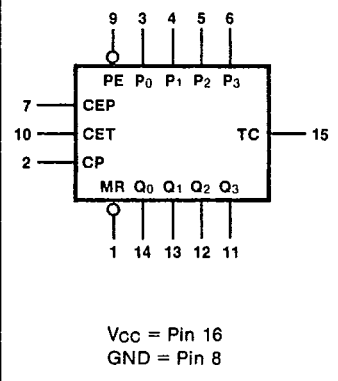 9 3 4 5 6
PE P0 P1 P2 P3
7 CEP
10 CET TC 15
2 CP
MR Q0 Q1 Q2 Q3
1 14 13 12 11
VCC = Pin 16
GND = Pin 8